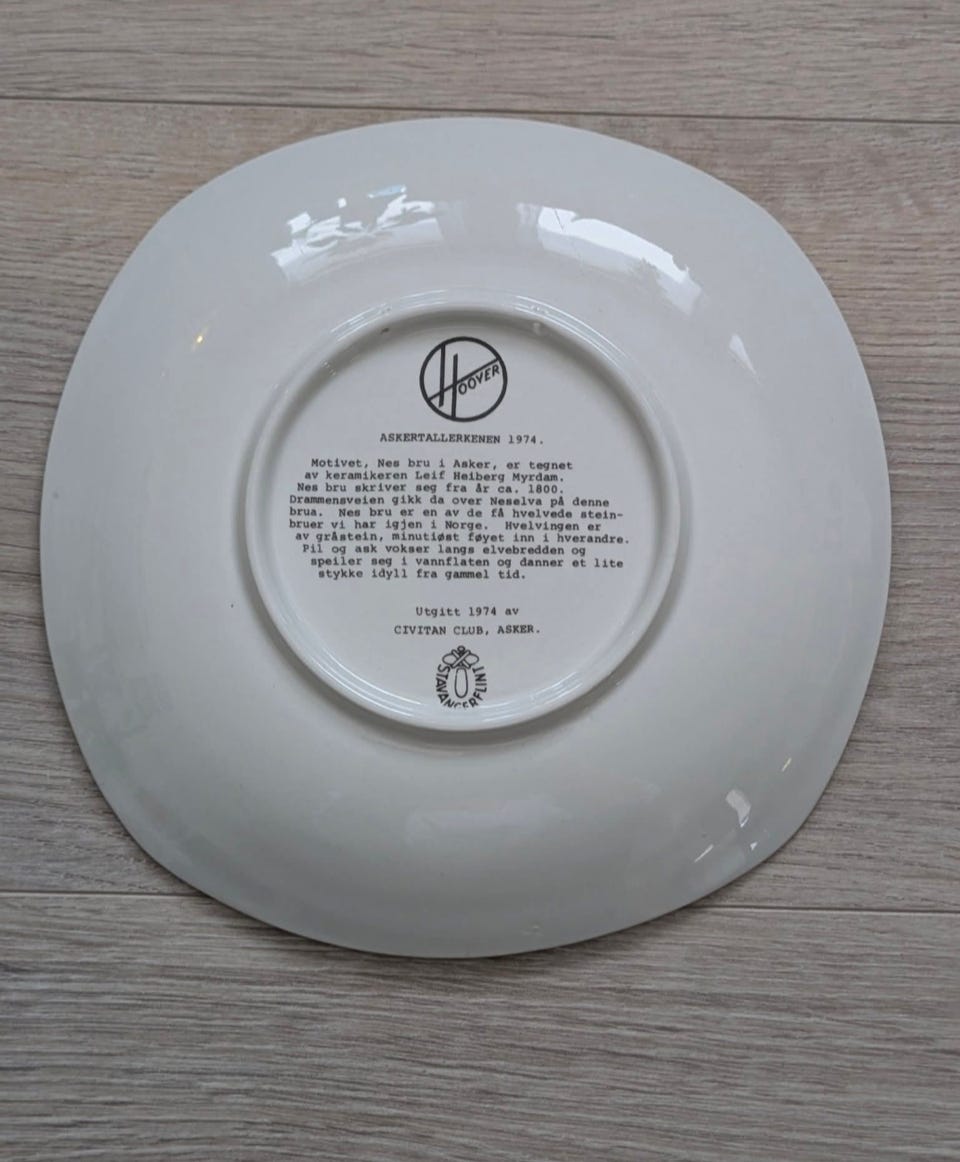 HOOVER
ASKERTALLERKENEN 1974.
Motivet, Nes bru i Asker, er tegnet
av keramikeren Leif Heiberg Myrdam.
Nes bru skriver seg fra år ca. 1800.
Drammensveien gikk da over Neselva på denne
brua. Nes bru er en av de få hvelvede stein-
bruer vi har igjen i Norge. Hvelvingen er
av gråstein, minutiøst føyet inn i hverandre.
Pil og ask vokser langs elvebredden og
speiler seg i vannflaten og danner et lite
stykke idyll fra gammel tid.
Utgitt 1974 av
CIVITAN CLUB, ASKER.
STAVANGERFLINT